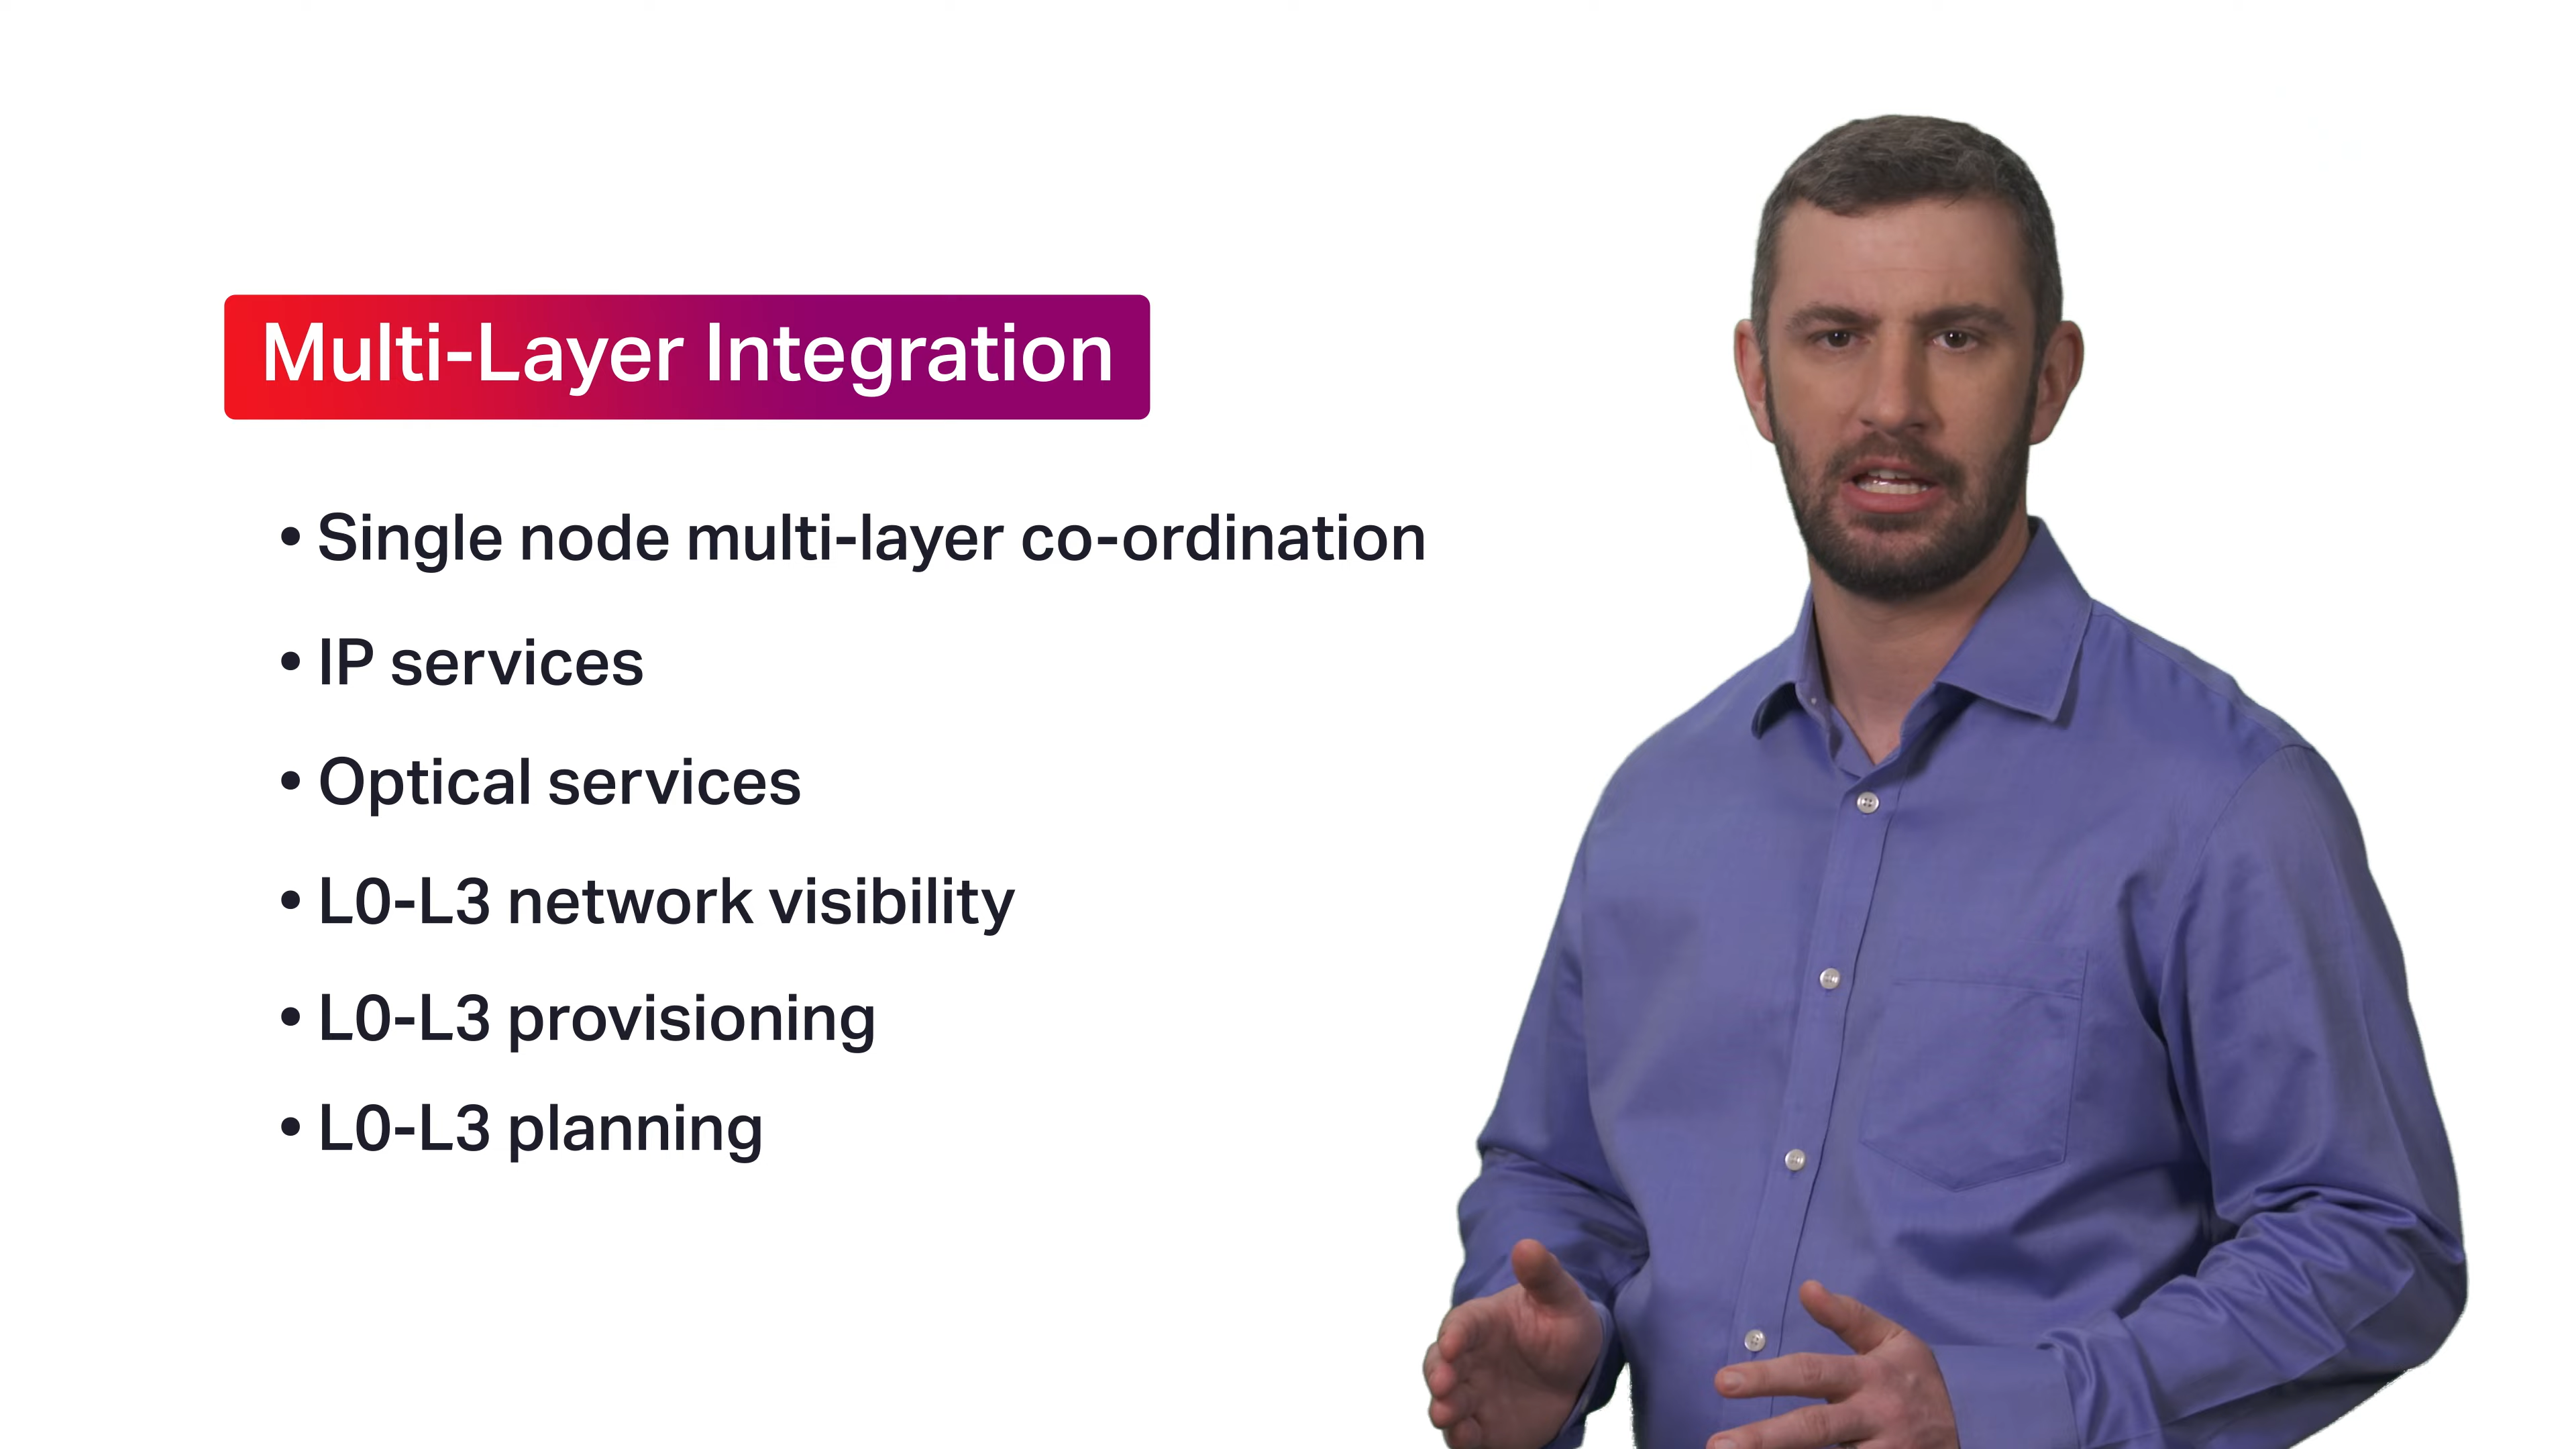 Multi-Layer Integration
• Single node multi-layer co-ordination
• IP services
• Optical services
• L0-L3 network visibility
• L0-L3 provisioning
• L0-L3 planning